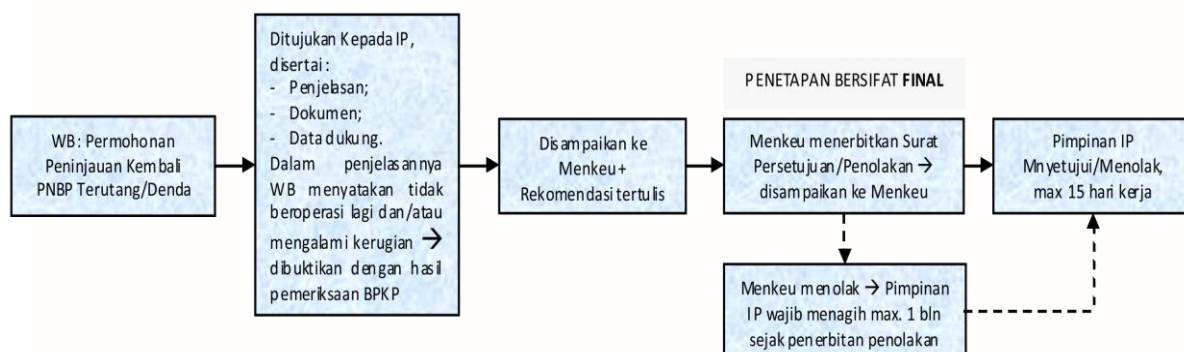 WB: Permohonan
Peninjauan Kembali
PNBP Terutang/Denda
Ditujukan Kepada IP,
disertai :
- Penjelasan;
- Dokumen;
- Data dukung.
Dalam penjelasannya
WB menyatakan tidak
beroperasi lagi dan/atau
mengalami kerugian →
dibuktikan dengan hasil
pemeriksaan BPKP
Disampaikan ke
Menkeu +
Rekomendasi tertulis
PENETAPAN BERSIFAT FINAL
Menkeu menerbitkan Surat
Persetujuan/Penolakan →
disampaikan ke Menkeu
Pimpinan IP
Mnyetujui/Menolak,
max 15 hari kerja
Menkeu menolak → Pimpinan
IP wajib menagih max. 1 bln
sejak penerbitan penolakan